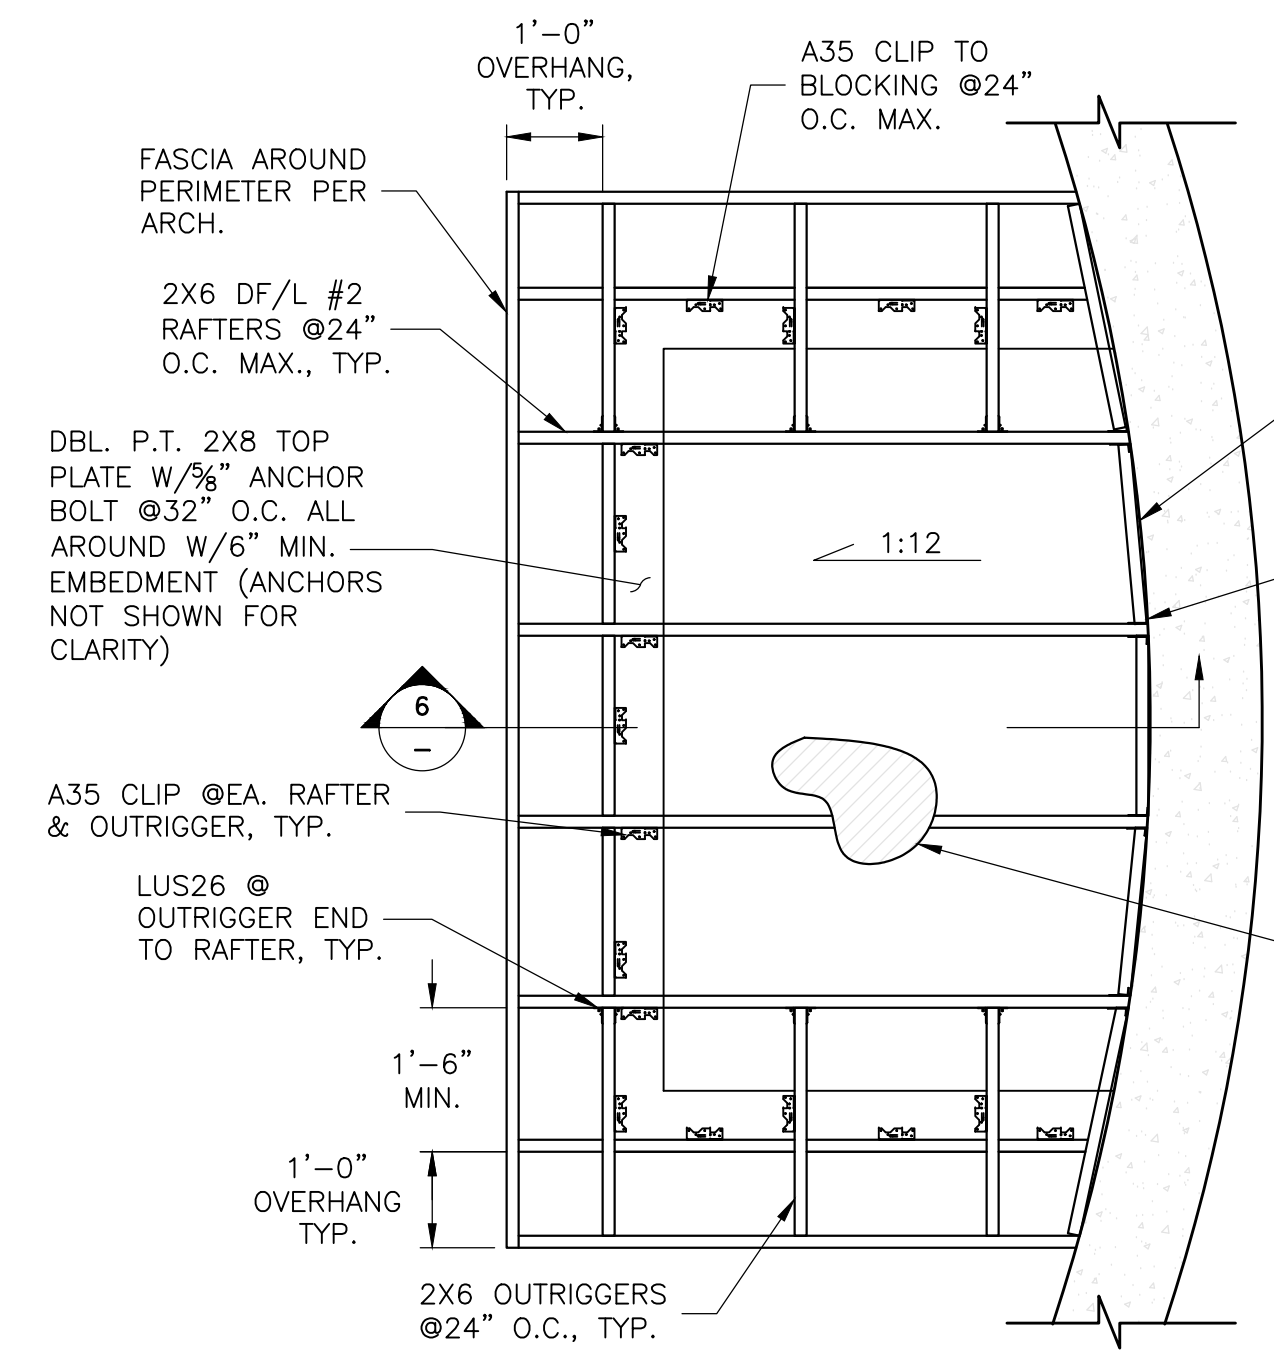 1'-0"
OVERHANG,
TYP.
A35 CLIP TO
BLOCKING @24"
O.C. MAX.
FASCIA AROUND
PERIMETER PER
ARCH.
2X6 DF/L #2
RAFTERS @24"
O.C. MAX., TYP.
DBL. P.T. 2X8 TOP
PLATE W/⅝" ANCHOR
BOLT @32" O.C. ALL
AROUND W/6" MIN.
EMBEDMENT (ANCHORS
NOT SHOWN FOR
CLARITY)
1:12
6
–
A35 CLIP @EA. RAFTER
& OUTRIGGER, TYP.
LUS26 @
OUTRIGGER END
TO RAFTER, TYP.
1'-6"
MIN.
1'-0"
OVERHANG
TYP.
2X6 OUTRIGGERS
@24" O.C., TYP.